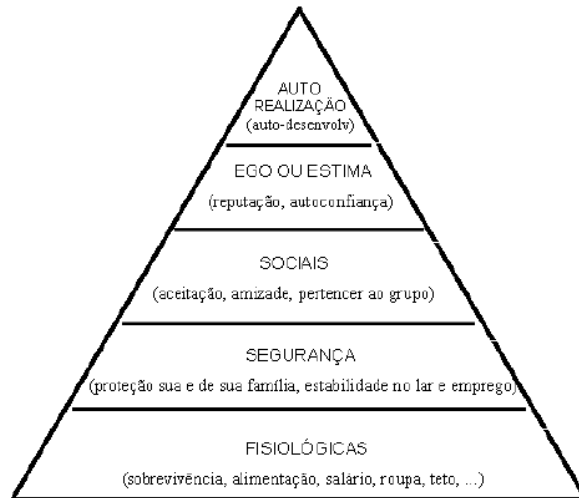 AUTO
REALIZAÇÃO
(auto-desenvolv)
EGO OU ESTIMA
(reputação, autoconfiança)
SOCIAIS
(aceitação, amizade, pertencer ao grupo)
SEGURANÇA
(proteção sua e de sua família, estabilidade no lar e emprego)
FISIOLÓGICAS
(sobrevivência, alimentação, salário, roupa, teto, ...)